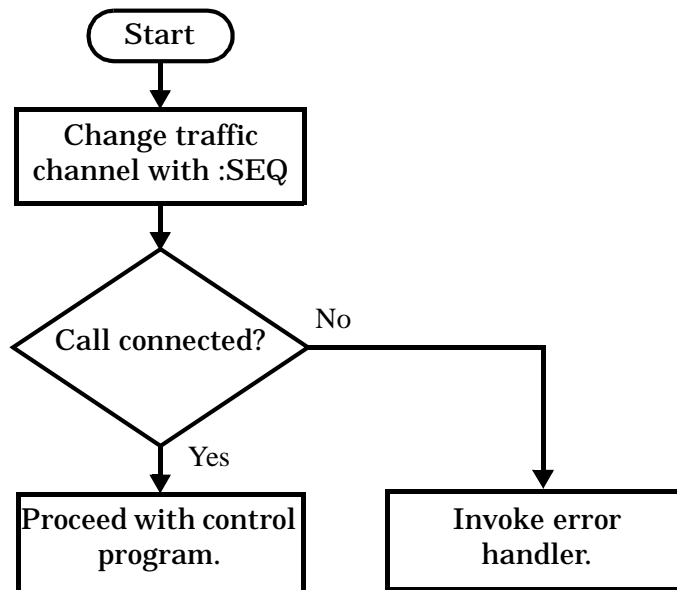 Start
Change traffic
channel with :SEQ
Call connected?
No
Yes
Proceed with control
program.
Invoke error
handler.